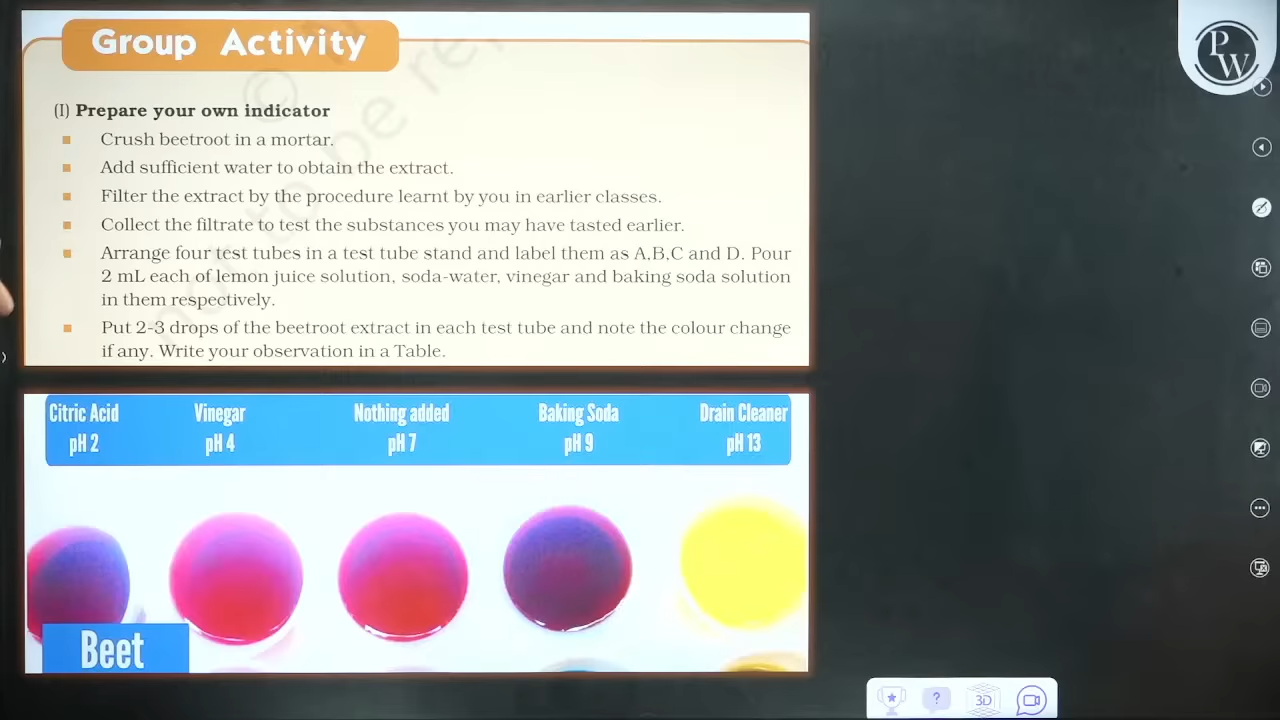 Group Activity
(I) Prepare your own indicator
Crush beetroot in a mortar.
Add sufficient water to obtain the extract.
Filter the extract by the procedure learnt by you in earlier classes.
Collect the filtrate to test the substances you may have tasted earlier.
Arrange four test tubes in a test tube stand and label them as A,B,C and D. Pour
2 mL each of lemon juice solution, soda-water, vinegar and baking soda solution
in them respectively.
Put 2-3 drops of the beetroot extract in each test tube and note the colour change
if any. Write your observation in a Table.
© 
not to be re
Citric Acid Vinegar Nothing added Baking Soda Drain Cleaner
pH 2 pH 4 pH 7 pH 9 pH 13
Beet
P
W
? 3D